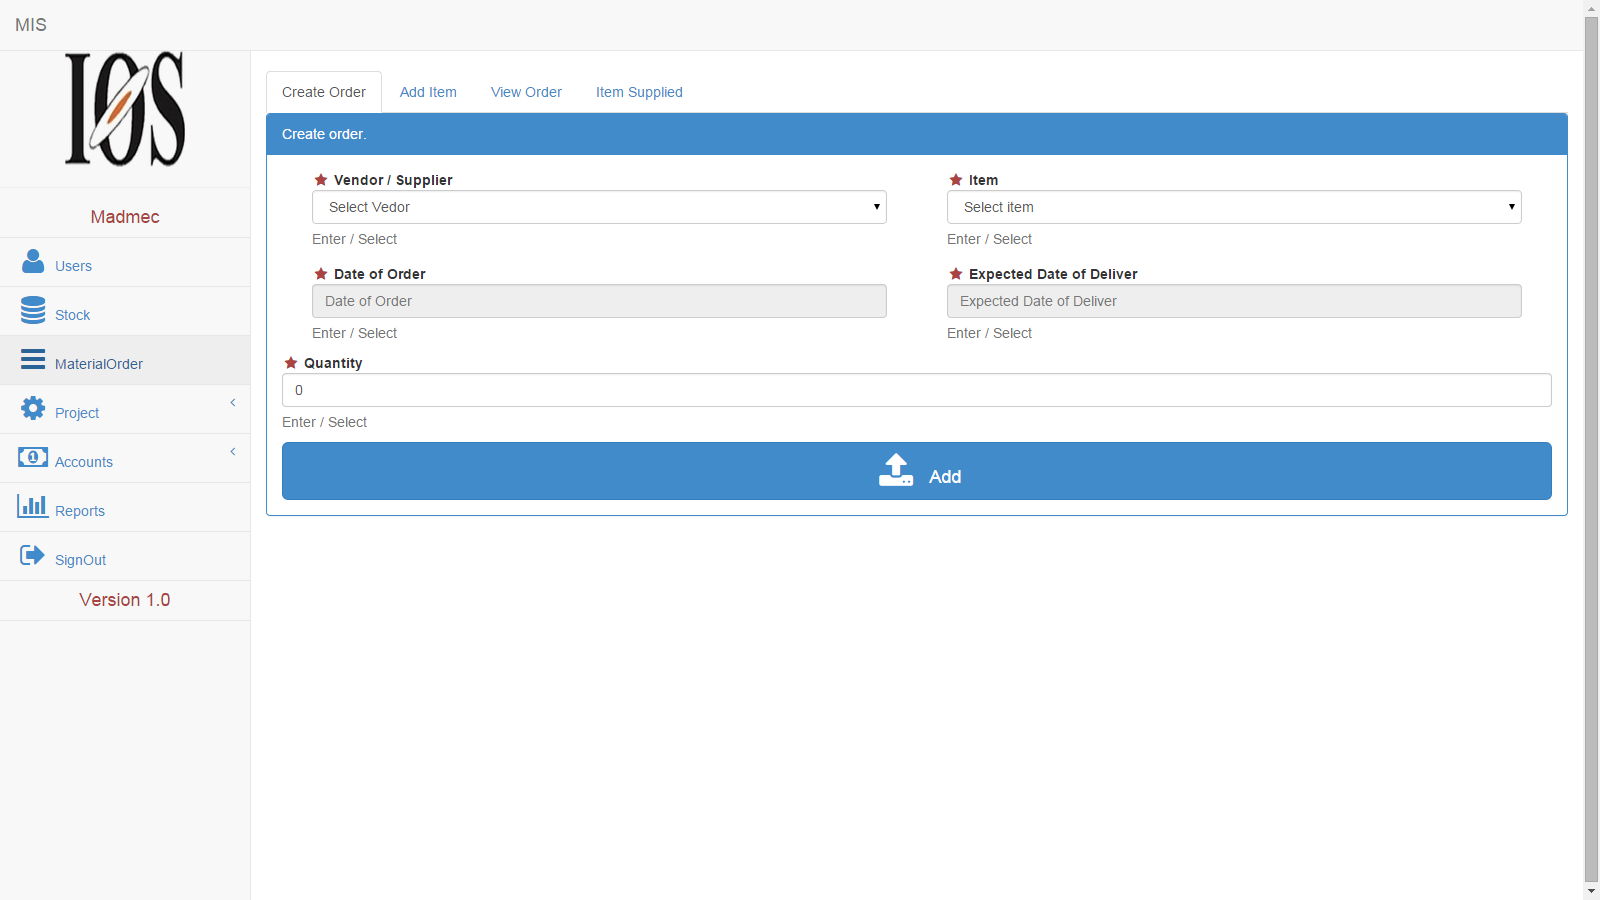 MIS
IOS
Madmec
Users
Stock
MaterialOrder
Project
Accounts
Reports
SignOut
Version 1.0
Create Order Add Item View Order Item Supplied
Create order.
Vendor / Supplier
Select Vedor
Enter / Select
Item
Select item
Enter / Select
Date of Order
Date of Order
Enter / Select
Expected Date of Deliver
Expected Date of Deliver
Enter / Select
Quantity
0
Enter / Select
Add